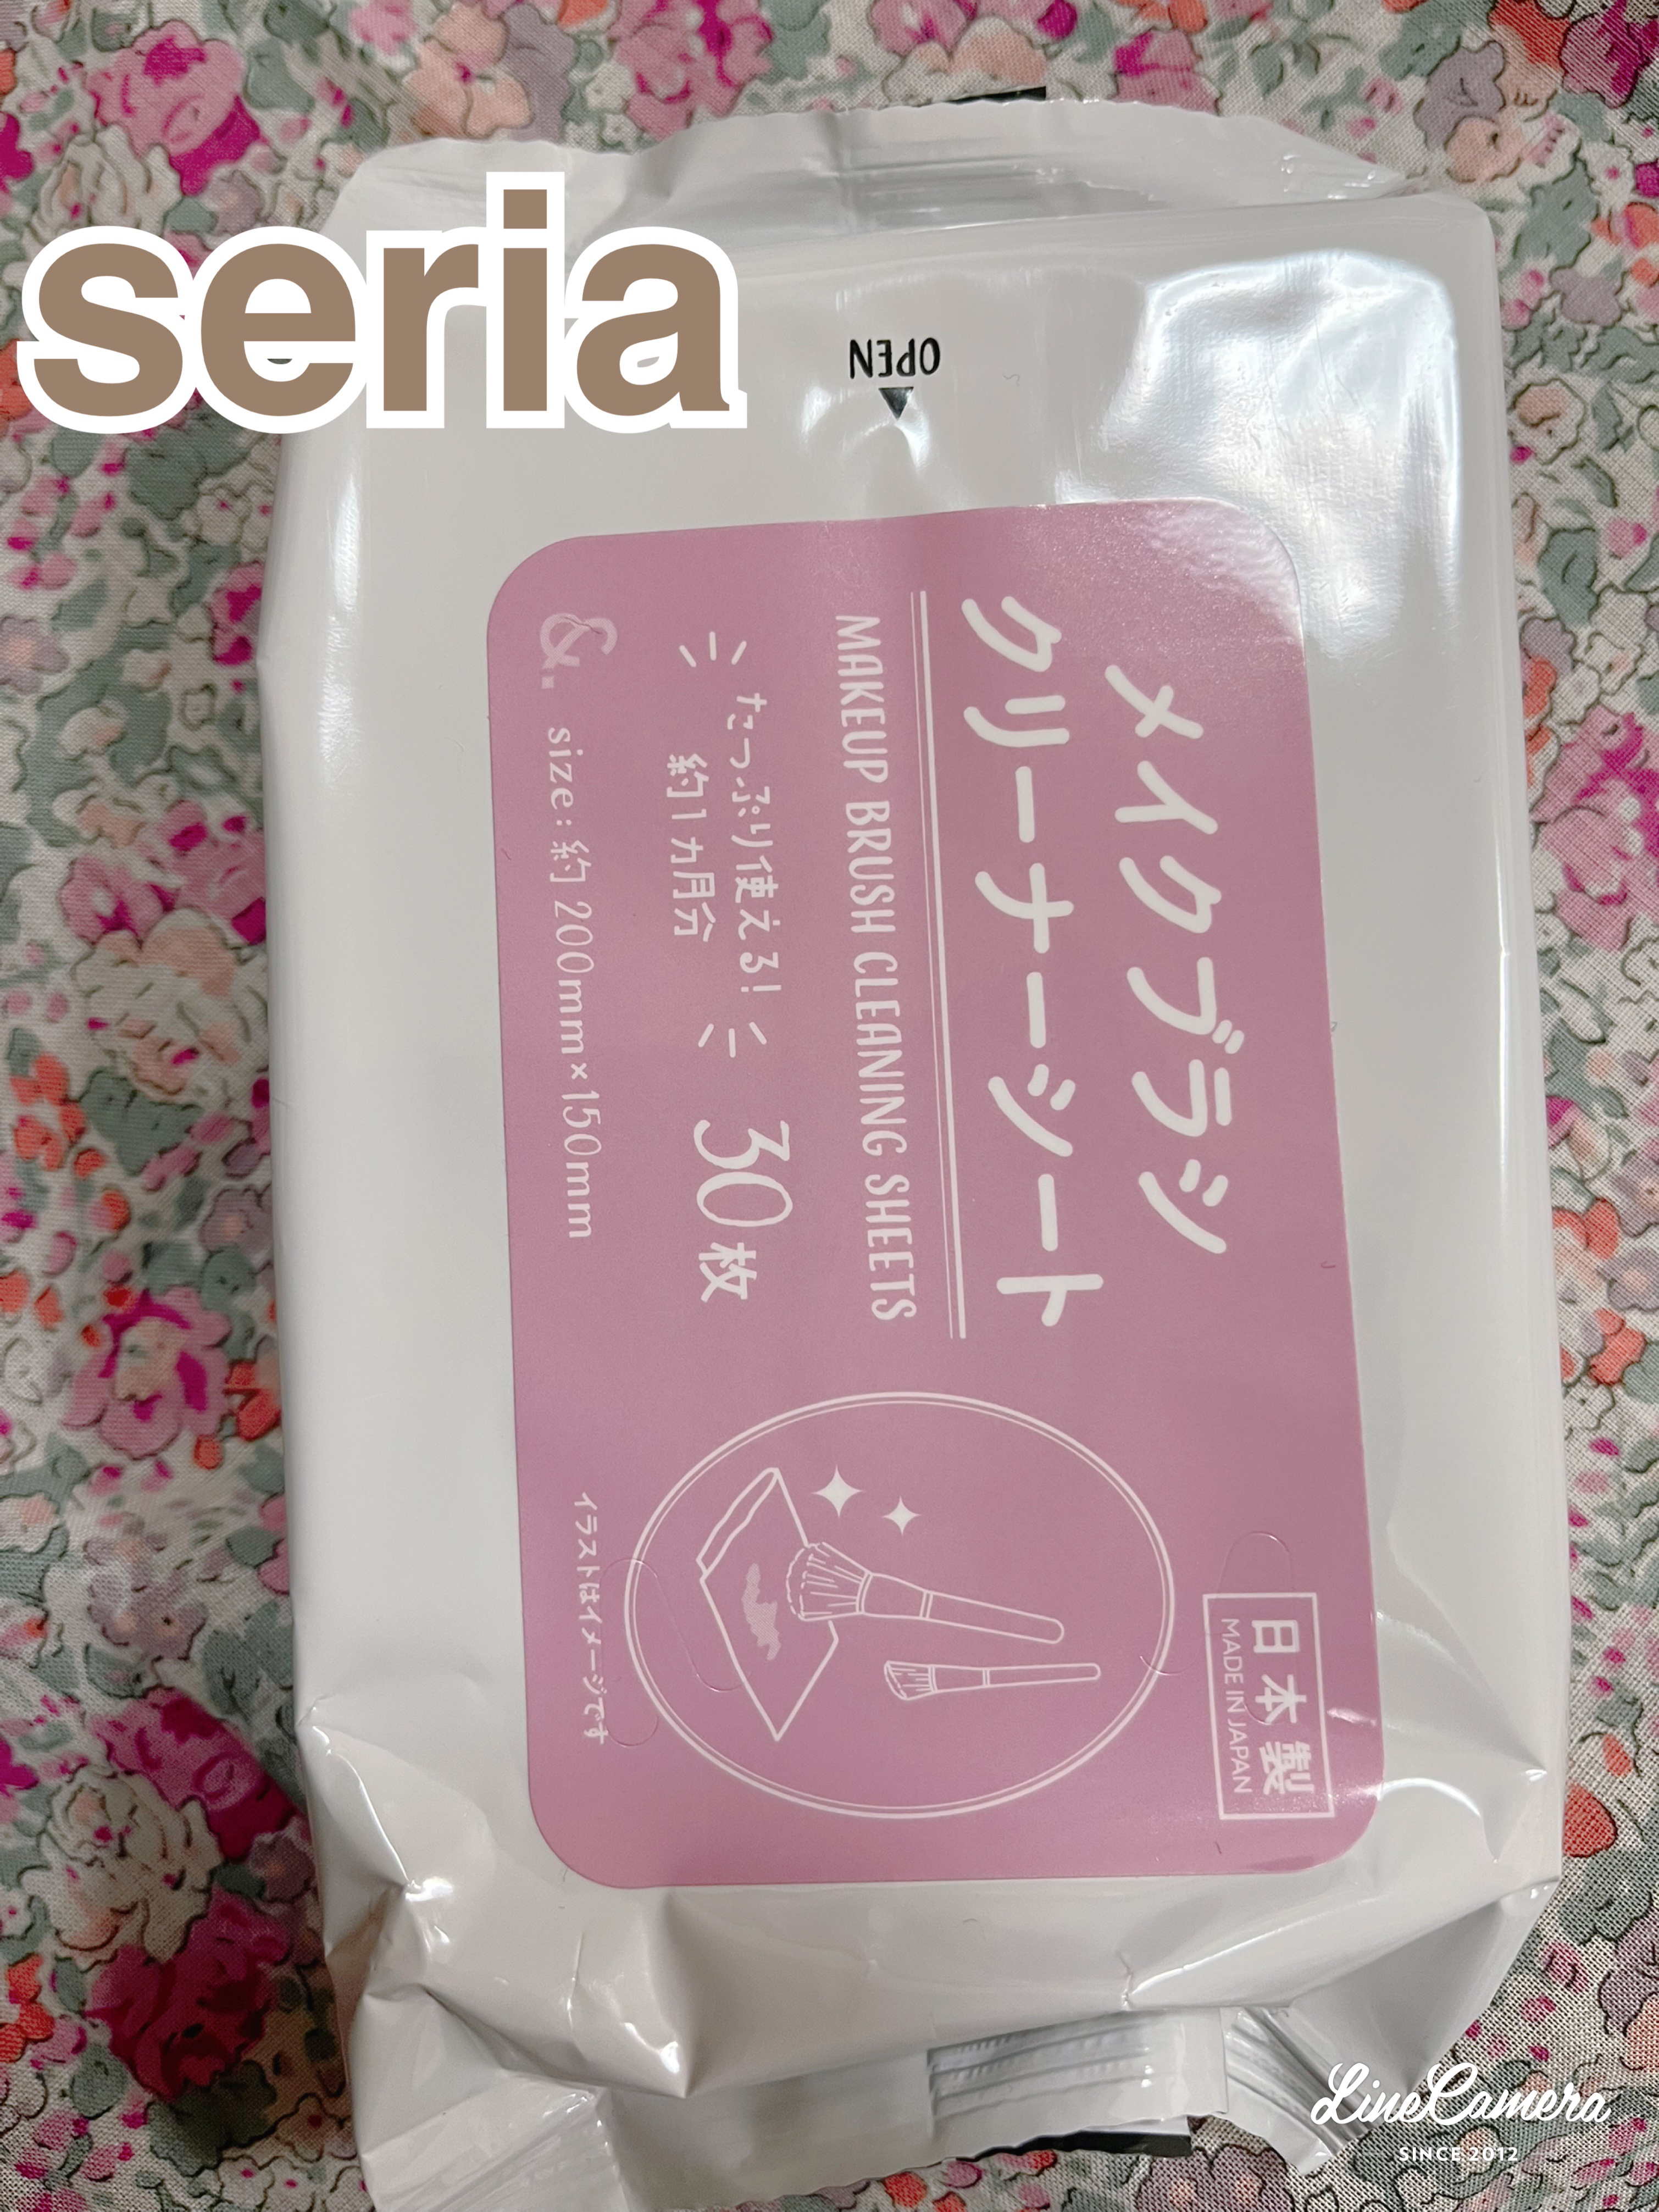 seria
OPEN
メイクブラシ
クリーナーシート
MAKEUP BRUSH CLEANING SHEETS
たっぷり使える!
約1ヵ月分
30枚
&.
size:約200mm×150mm
日本製
MADE IN JAPAN
イラストはイメージです
LineCamera
SINCE 2012